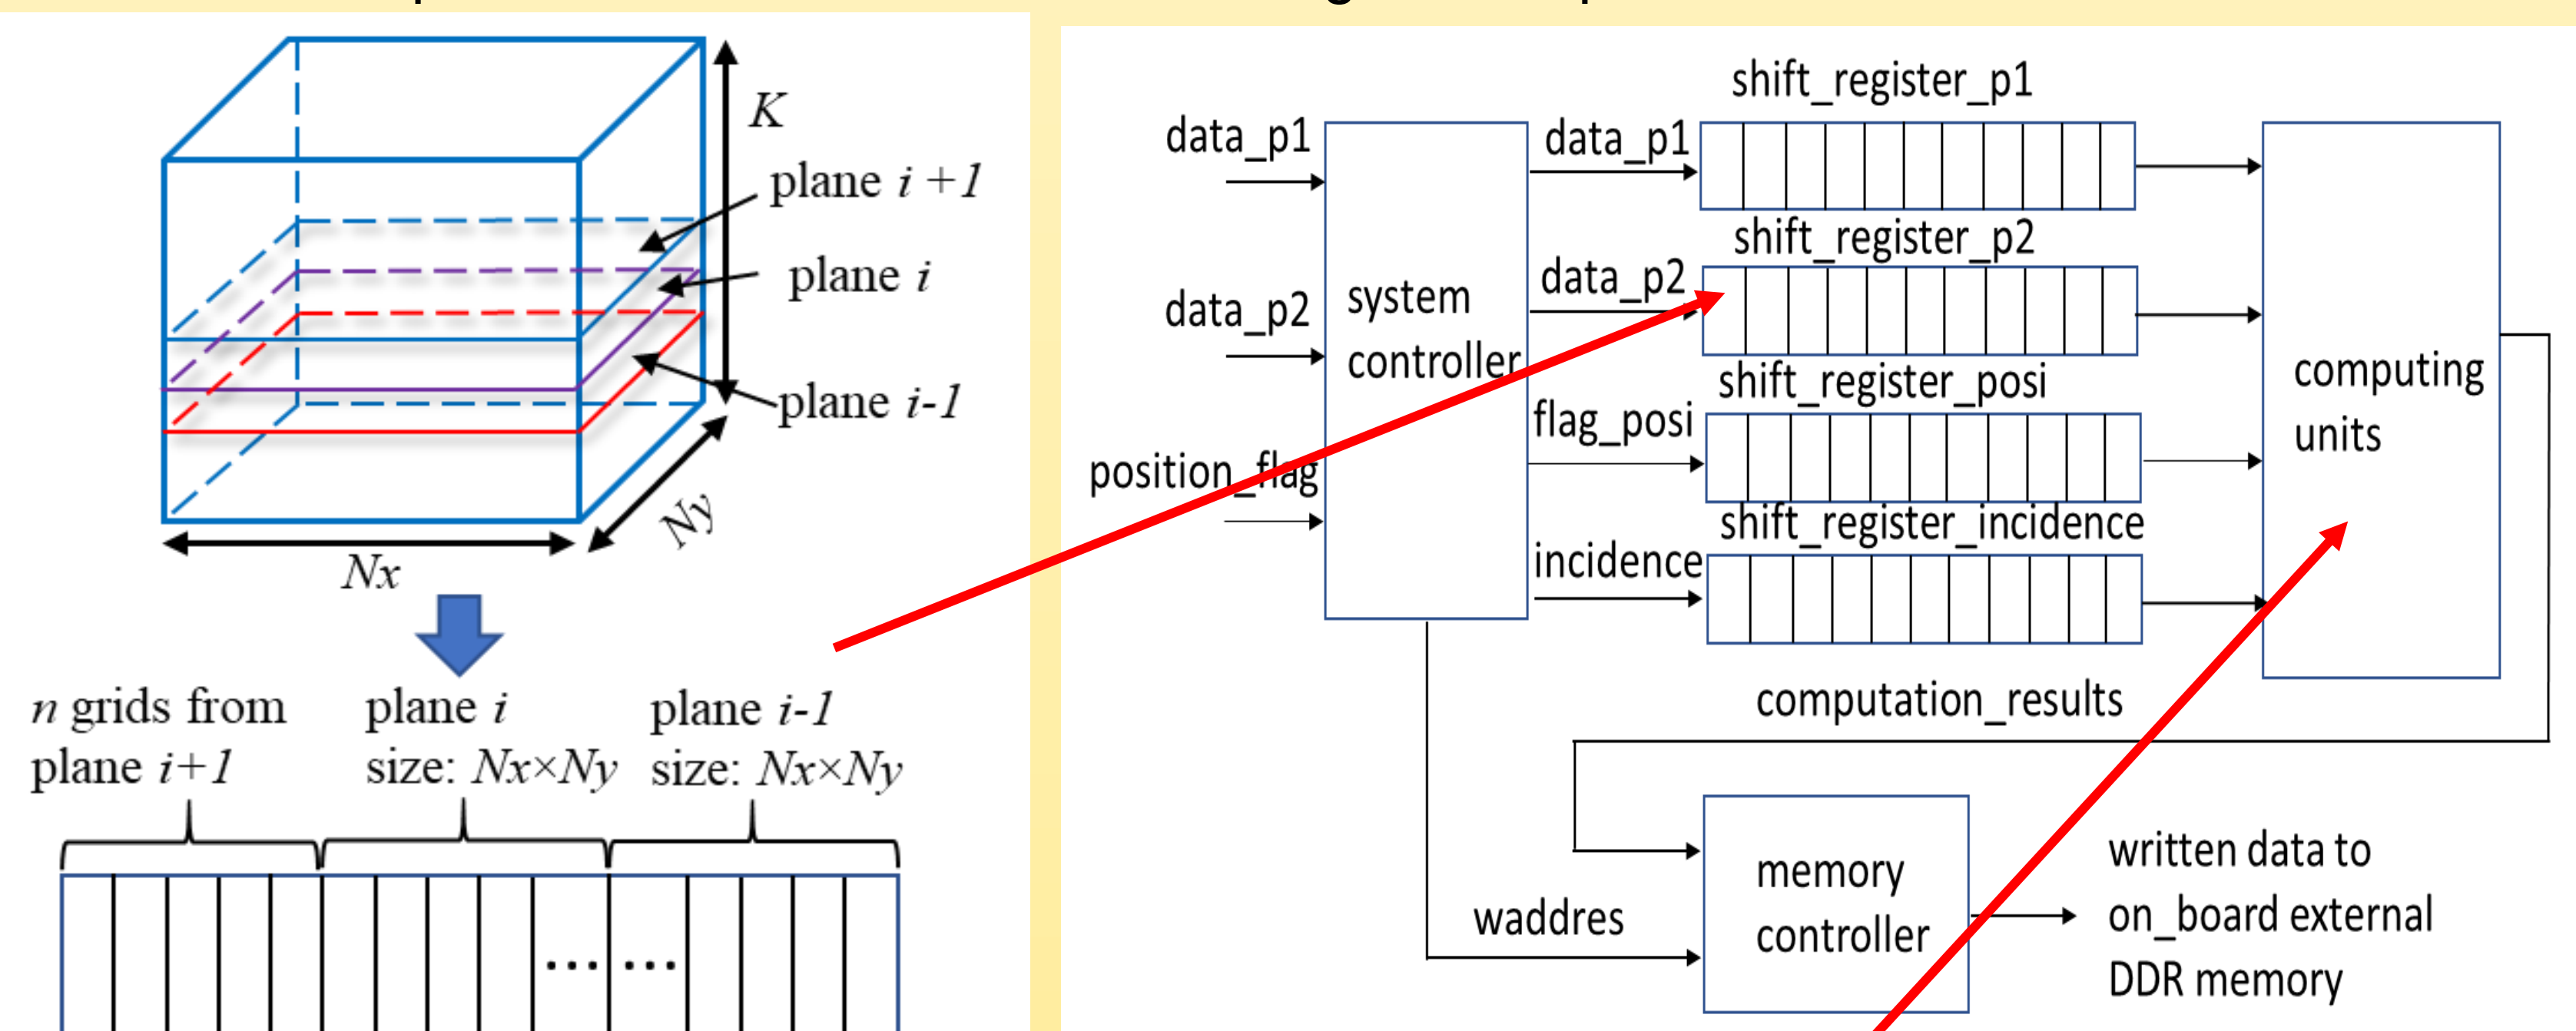 K
plane i +1
plane i
plane i-1
Ny
Nx
n grids from
plane i+1
plane i
size: Nx×Ny
plane i-1
size: Nx×Ny
... ...
shift_register_p1
data_p1
data_p1
shift_register_p2
data_p2
data_p2
system
controller
shift_register_posi
flag_posi
position_flag
shift_register_incidence
incidence
computing
units
computation_results
memory
controller
waddres
written data to
on_board external
DDR memory